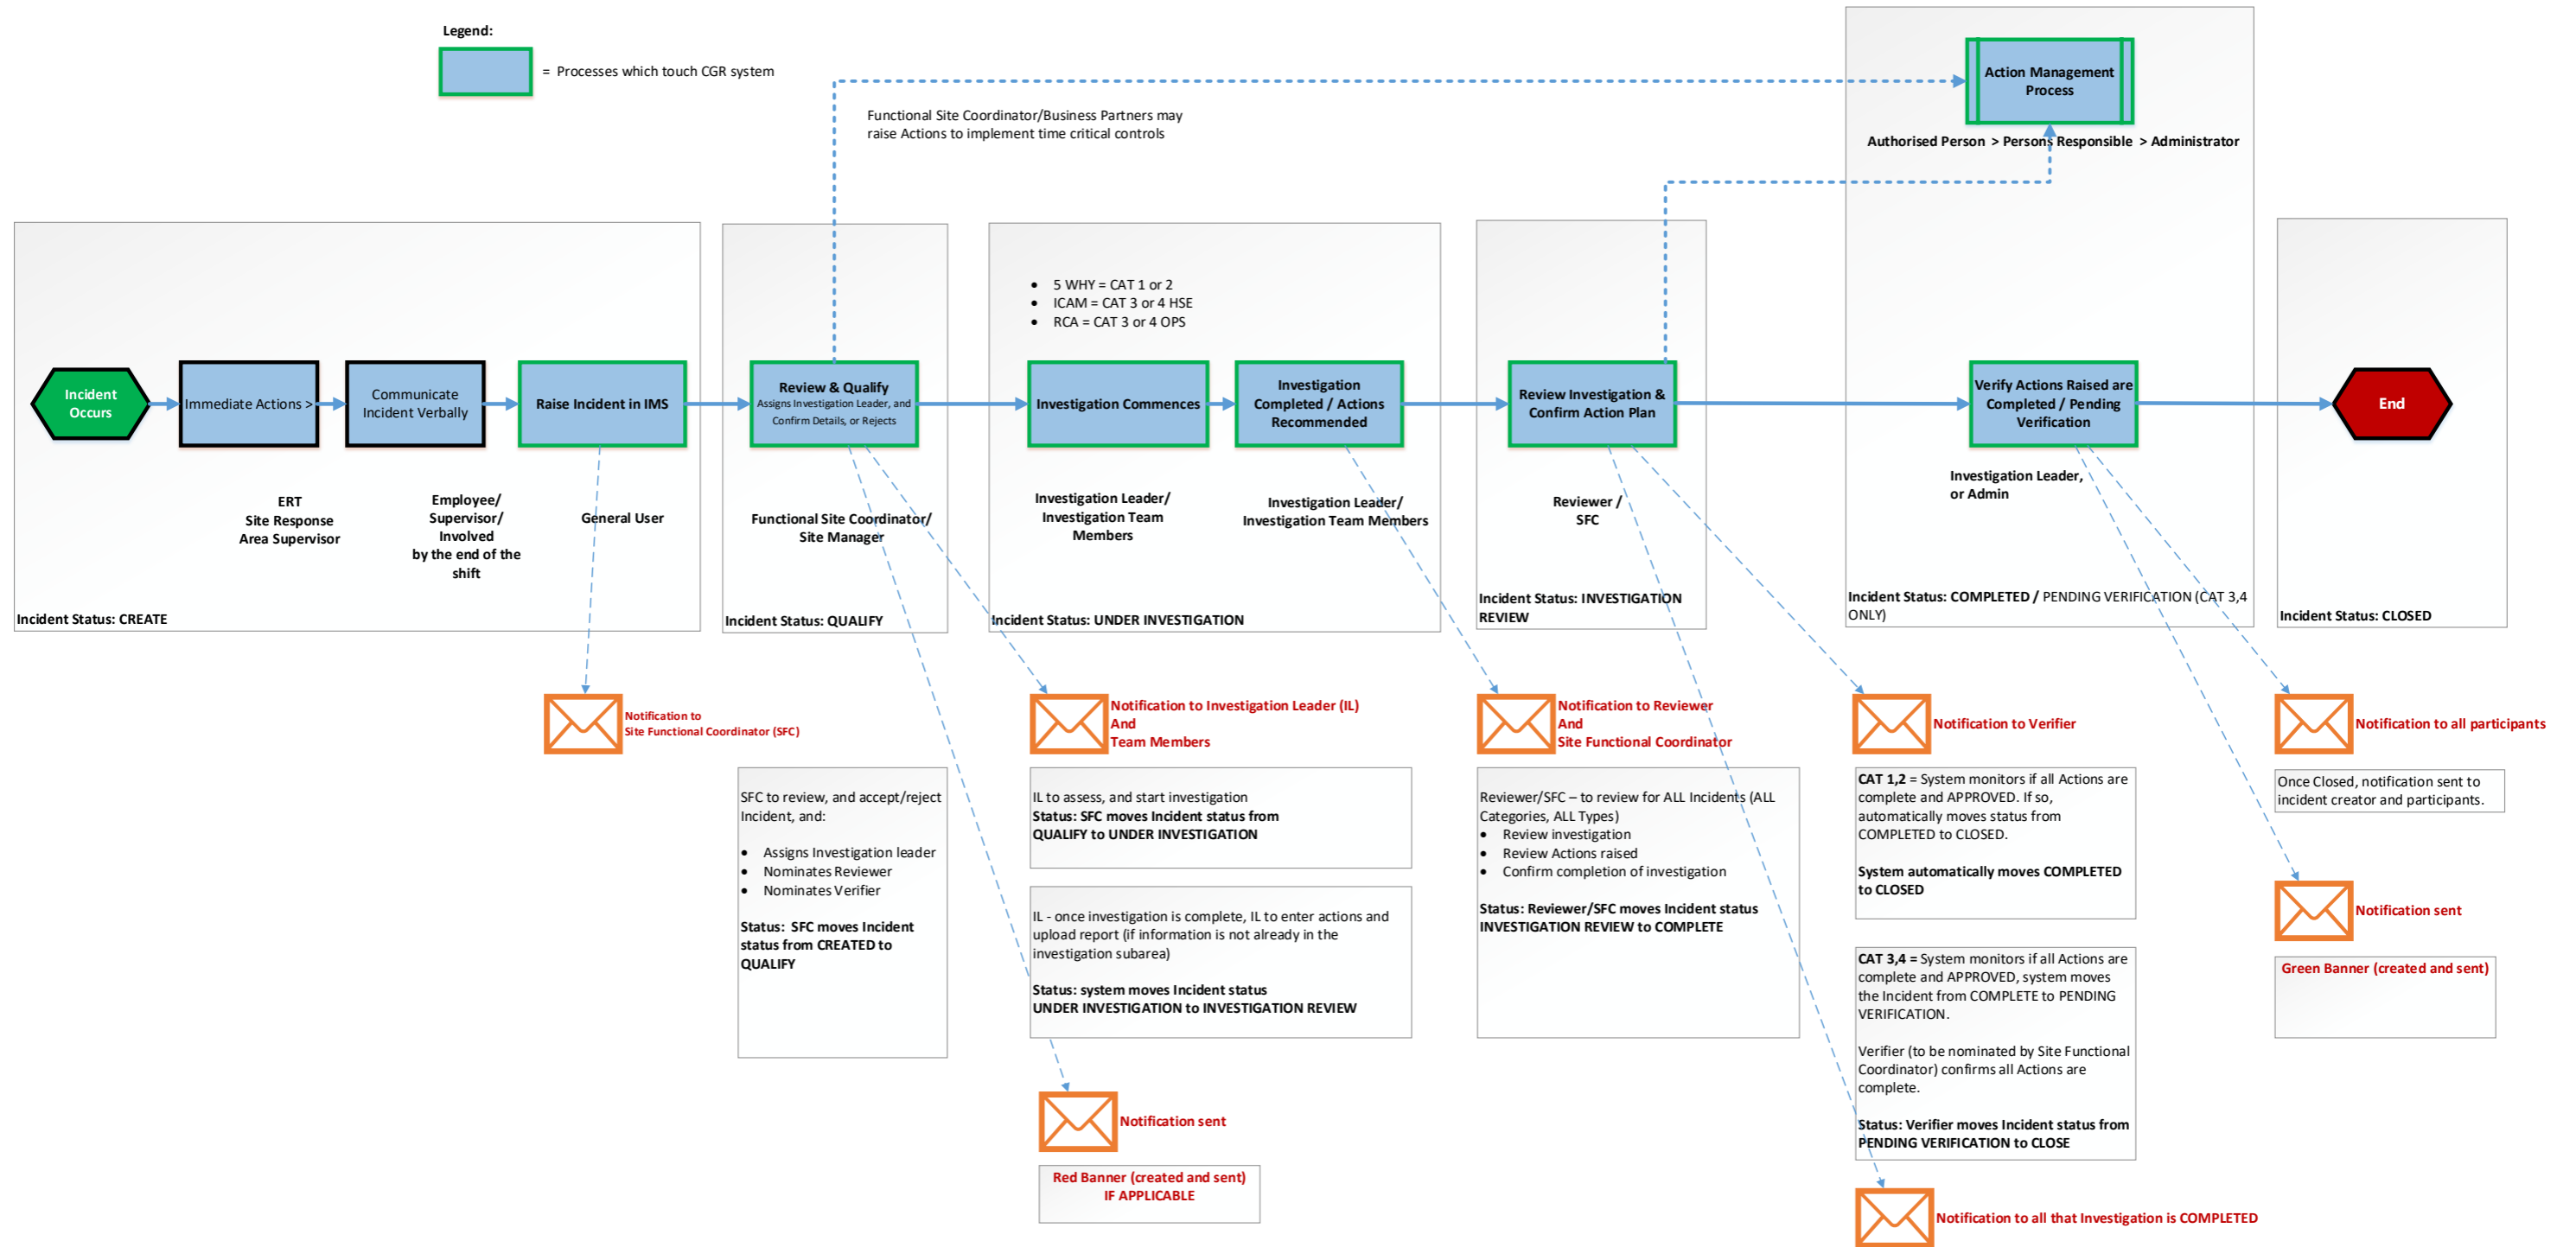 Legend:
= Processes which touch CGR system
Functional Site Coordinator/Business Partners may
raise Actions to implement time critical controls
Action Management
Process
Authorised Person > Persons Responsible > Administrator
Incident
Occurs
Immediate Actions >
Communicate
Incident Verbally
Raise Incident in IMS
ERT
Site Response
Area Supervisor
Employee/
Supervisor/
Involved
by the end of the
shift
General User
Incident Status: CREATE
Review & Qualify
Assigns Investigation Leader, and
Confirm Details, or Rejects
Functional Site Coordinator/
Site Manager
Incident Status: QUALIFY
• 5 WHY = CAT 1 or 2
• ICAM = CAT 3 or 4 HSE
• RCA = CAT 3 or 4 OPS
Investigation Commences
Investigation
Completed / Actions
Recommended
Investigation Leader/
Investigation Team
Members
Investigation Leader/
Investigation Team Members
Incident Status: UNDER INVESTIGATION
Review Investigation &
Confirm Action Plan
Reviewer /
SFC
Incident Status: INVESTIGATION
REVIEW
Verify Actions Raised are
Completed / Pending
Verification
Investigation Leader,
or Admin
Incident Status: COMPLETED / PENDING VERIFICATION (CAT 3,4
ONLY)
End
Incident Status: CLOSED
Notification to
Site Functional Coordinator (SFC)
Notification to Investigation Leader (IL)
And
Team Members
Notification to Reviewer
And
Site Functional Coordinator
Notification to Verifier
Notification to all participants
SFC to review, and accept/reject
Incident, and:
• Assigns Investigation leader
• Nominates Reviewer
• Nominates Verifier
Status: SFC moves Incident
status from CREATED to
QUALIFY
IL to assess, and start investigation
Status: SFC moves Incident status from
QUALIFY to UNDER INVESTIGATION
IL - once investigation is complete, IL to enter actions and
upload report (if information is not already in the
investigation subarea)
Status: system moves Incident status
UNDER INVESTIGATION to INVESTIGATION REVIEW
Notification sent
Red Banner (created and sent)
IF APPLICABLE
Reviewer/SFC – to review for ALL Incidents (ALL
Categories, ALL Types)
• Review investigation
• Review Actions raised
• Confirm completion of investigation
Status: Reviewer/SFC moves Incident status
INVESTIGATION REVIEW to COMPLETE
CAT 1,2 = System monitors if all Actions are
complete and APPROVED. If so,
automatically moves status from
COMPLETED to CLOSED.
System automatically moves COMPLETED
to CLOSED
CAT 3,4 = System monitors if all Actions are
complete and APPROVED, system moves
the Incident from COMPLETE to PENDING
VERIFICATION.
Verifier (to be nominated by Site Functional
Coordinator) confirms all Actions are
complete.
Status: Verifier moves Incident status from
PENDING VERIFICATION to CLOSE
Notification to all that Investigation is COMPLETED
Once Closed, notification sent to
incident creator and participants.
Notification sent
Green Banner (created and sent)